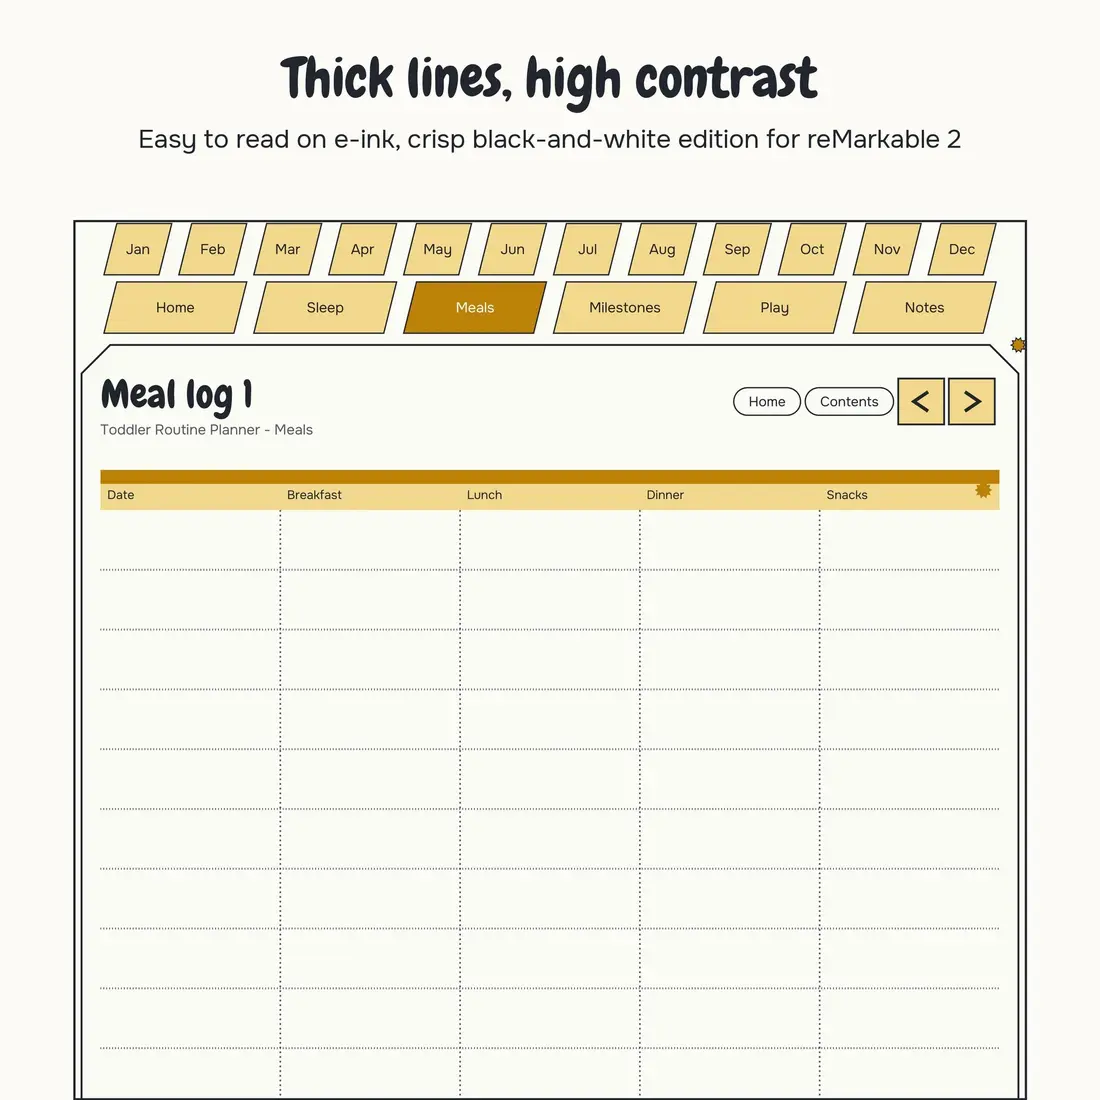 Thick lines, high contrast
Easy to read on e-ink, crisp black-and-white edition for reMarkable 2
Jan Feb Mar Apr May Jun Jul Aug Sep Oct Nov Dec
Home Sleep Meals Milestones Play Notes
Meal log 1
Home Contents < >
Toddler Routine Planner - Meals
Date Breakfast Lunch Dinner Snacks